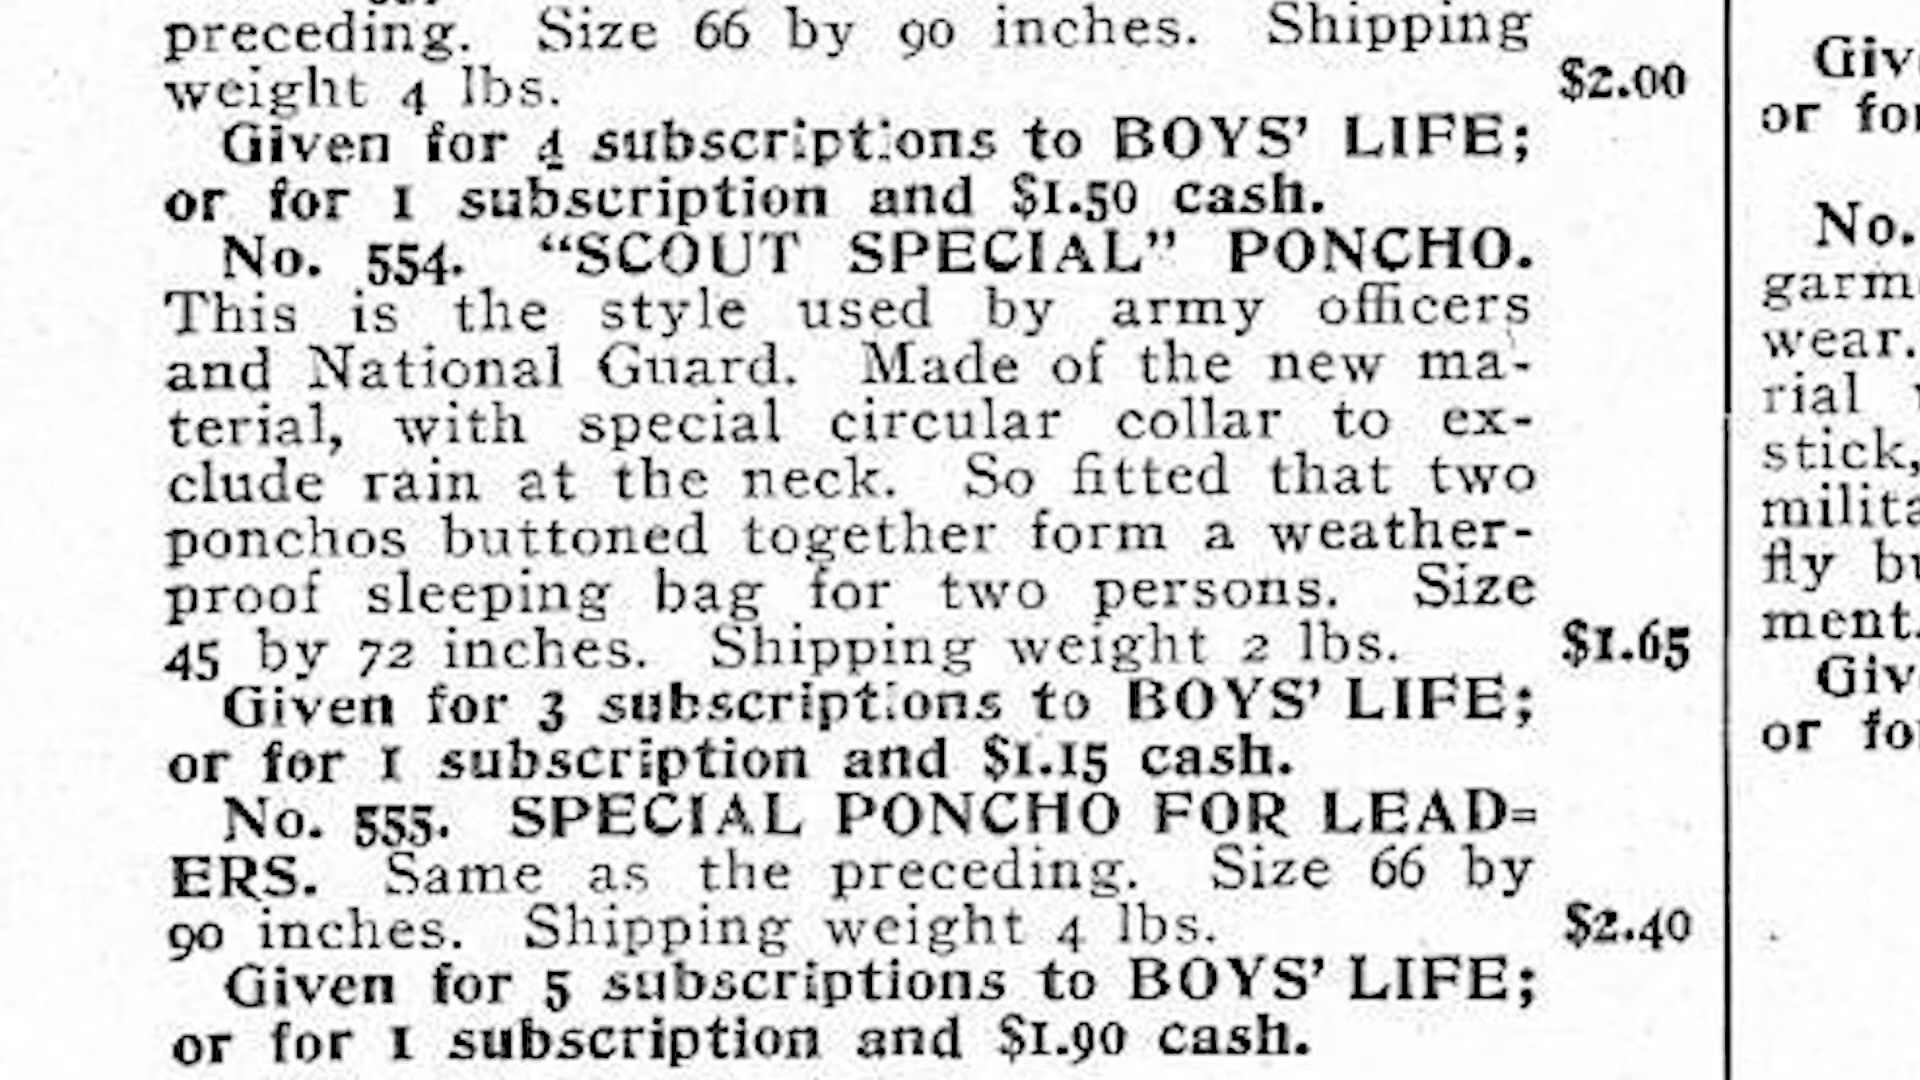 preceding. Size 66 by 90 inches. Shipping
weight 4 lbs. $2.00
Given for 4 subscriptions to BOYS' LIFE;
or for 1 subscription and $1.50 cash.
No. 554. “SCOUT SPECIAL” PONCHO.
This is the style used by army officers
and National Guard. Made of the new ma-
terial, with special circular collar to ex-
clude rain at the neck. So fitted that two
ponchos buttoned together form a weather-
proof sleeping bag for two persons. Size
45 by 72 inches. Shipping weight 2 lbs. $1.65
Given for 3 subscriptions to BOYS' LIFE;
or for 1 subscription and $1.15 cash.
No. 555. SPECIAL PONCHO FOR LEAD-
ERS. Same as the preceding. Size 66 by
90 inches. Shipping weight 4 lbs. $2.40
Given for 5 subscriptions to BOYS' LIFE;
or for 1 subscription and $1.90 cash.
or
No.
wear.
rial
stick,
fly
ment.
or